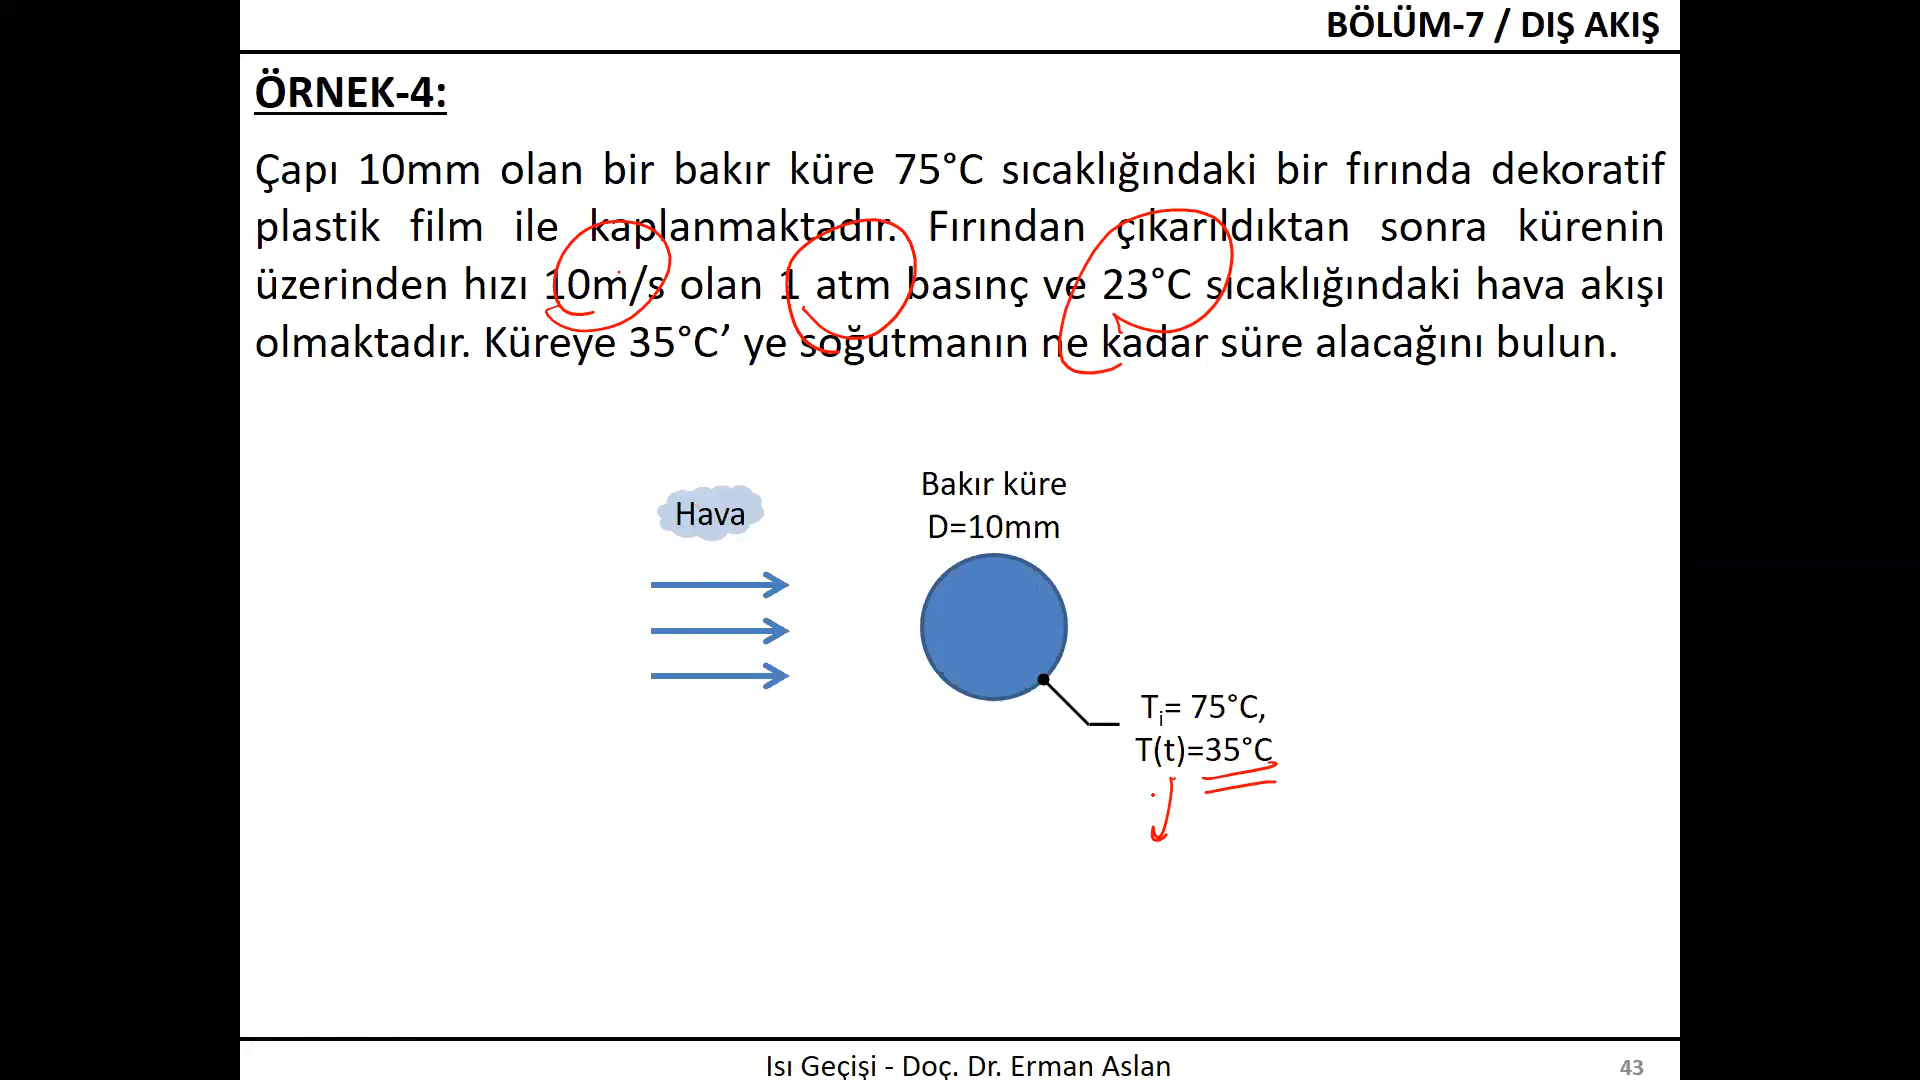 BÖLÜM-7 / DIŞ AKIŞ
ÖRNEK-4:
Çapı 10mm olan bir bakır küre 75°C sıcaklığındaki bir fırında dekoratif
plastik film ile kaplanmaktadır. Fırından çıkarıldıktan sonra kürenin
üzerinden hızı 10m/s olan 1 atm basınç ve 23°C sıcaklığındaki hava akışı
olmaktadır. Küreye 35°C’ ye soğutmanın ne kadar süre alacağını bulun.
Hava
Bakır küre
D=10mm
Tᵢ= 75°C,
T(t)=35°C
Isı Geçişi - Doç. Dr. Erman Aslan
43